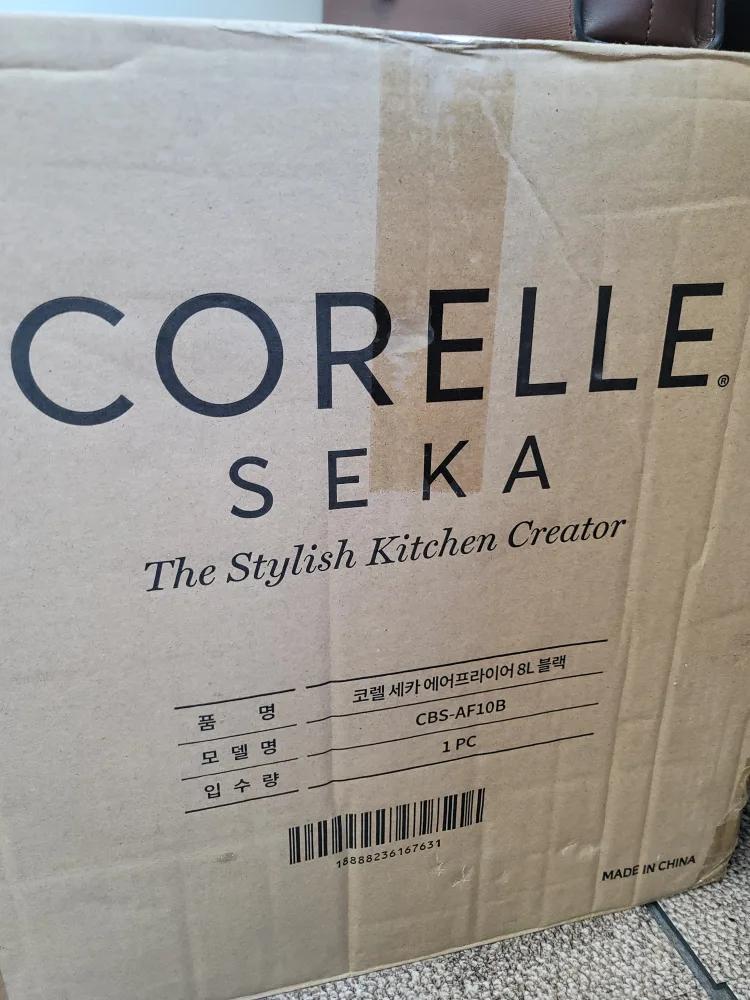 CORELLE®
SEKA
The Stylish Kitchen Creator
품 명 코렐 세카 에어프라이어 8L 블랙
모 델 명 CBS-AF10B
입 수 량 1 PC
18888236167631
MADE IN CHINA